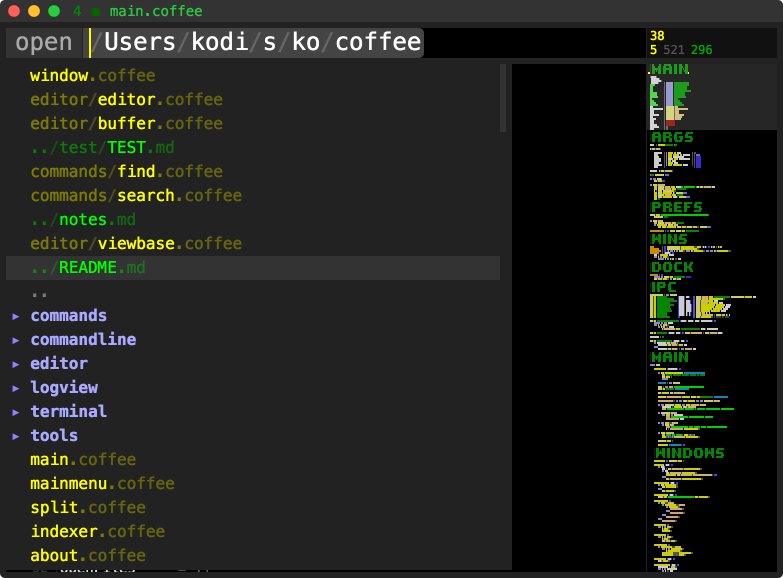 4 ● main.coffee
open /Users/kodi/s/ko/coffee
38
5 521 296
window.coffee
editor/editor.coffee
editor/buffer.coffee
../test/TEST.md
commands/find.coffee
commands/search.coffee
../notes.md
editor/viewbase.coffee
../README.md
..
▸ commands
▸ commandline
▸ editor
▸ logview
▸ terminal
▸ tools
main.coffee
mainmenu.coffee
split.coffee
indexer.coffee
about.coffee
MAIN
ARGS
PREFS
WINS
DOCK
IPC
MAIN
WINDOWS